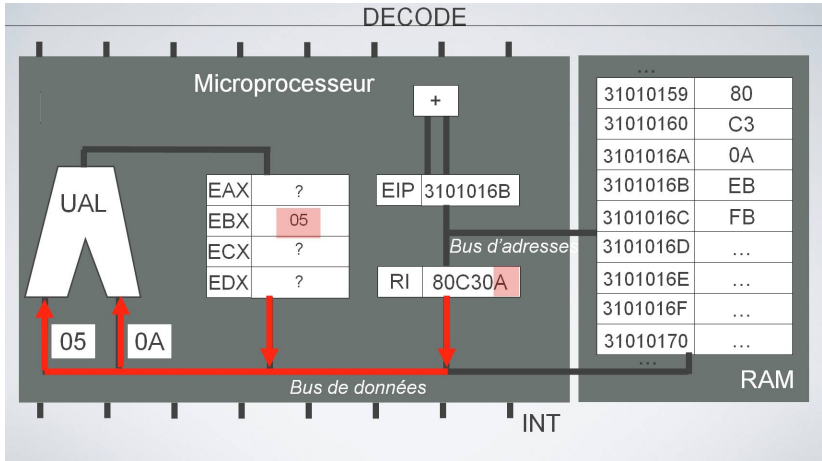 DECODE
Microprocesseur
+
UAL
EAX ?
EBX 05
ECX ?
EDX ?
EIP 3101016B
Bus d'adresses
RI 80C30A
05
0A
Bus de données
INT
...
31010159 80
31010160 C3
3101016A 0A
3101016B EB
3101016C FB
3101016D ...
3101016E ...
3101016F ...
31010170 ...
...
RAM